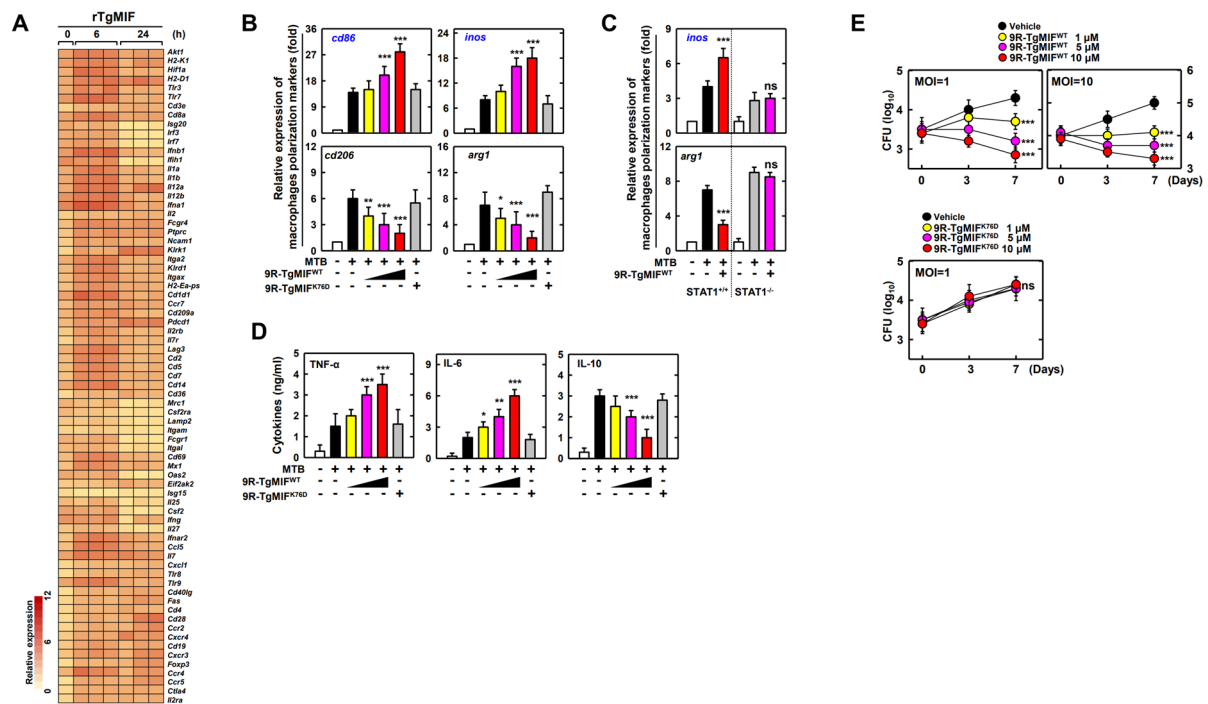 A
rTgMIF
0 6 24 (h)
Akt1
H2-K1
Hif1a
H2-D1
Tlr3
Tlr7
Cd3e
Cd8a
Isg20
Irf3
Irf7
Ifnb1
Ifih1
Il1a
Il1b
Il12a
Il12b
Ifna1
Il2
Fcgr4
Ptprc
Ncam1
Klrk1
Itga2
Klrd1
Itgax
H2-Ea-ps
Cd1d1
Ccr7
Cd209a
Pdcd1
Il2rb
Il7r
Lag3
Cd2
Cd5
Cd7
Cd14
Cd36
Mrc1
Csf2ra
Lamp2
Itgam
Fcgr1
Itgal
Cd69
Mx1
Oas2
Eif2ak2
Isg15
Il25
Csf2
Ifng
Il27
Ifnar2
Ccl5
Il7
Cxcl1
Tlr8
Tlr9
Cd40lg
Fas
Cd4
Cd28
Ccr2
Cxcr4
Cd19
Cxcr3
Foxp3
Ccr4
Ccr5
Ctla4
Il2ra
Relative expression
0 6 12
B
Relative expression of
macrophages polarization markers (fold)
cd86
27
18
9
0
***
***
inos
24
16
8
0
***
***
cd206
12
9
6
3
0
**
***
***
arg1
16
12
8
4
0
*
***
***
MTB - + + + + + - + + + + +
9R-TgMIFWT - - - - - -
9R-TgMIFK76D - - - - - + - - - - - +
C
Relative expression of
macrophages polarization markers (fold)
inos
8
6
4
2
0
***
ns
arg1
12
9
6
3
0
***
ns
MTB - + + - + +
9R-TgMIFWT - - + - - +
STAT1+/+ STAT1-/-
D
Cytokines (ng/ml)
TNF-α
5
4
3
2
1
0
***
***
IL-6
9
6
3
0
*
**
***
IL-10
5
4
3
2
1
0
***
***
MTB - + + + + + - + + + + + - + + + + +
9R-TgMIFWT - - - - - - - - -
9R-TgMIFK76D - - - - - + - - - - - + - - - - - +
E
Vehicle
9R-TgMIFWT 1 μM
9R-TgMIFWT 5 μM
9R-TgMIFWT 10 μM
CFU (log10)
MOI=1
5
4
3
***
***
***
MOI=10
6
5
4
3
***
***
***
0 3 7 0 3 7 (Days)
Vehicle
9R-TgMIFK76D 1 μM
9R-TgMIFK76D 5 μM
9R-TgMIFK76D 10 μM
CFU (log10)
MOI=1
5
4
3
ns
0 3 7 (Days)